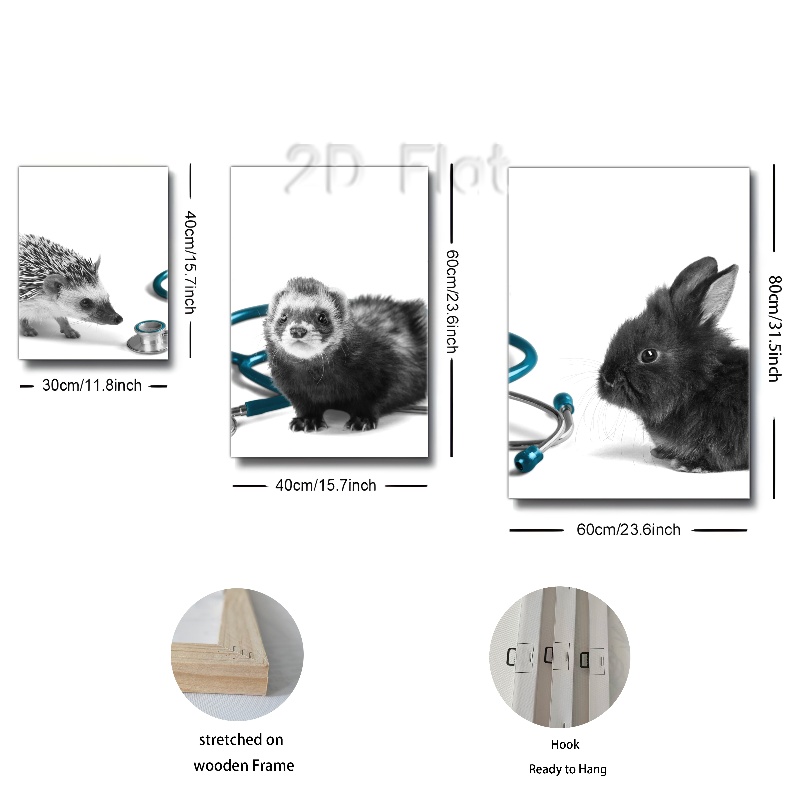 2D Flat
40cm/15.7inch
30cm/11.8inch
60cm/23.6inch
40cm/15.7inch
80cm/31.5inch
60cm/23.6inch
stretched on
wooden Frame
Hook
Ready to Hang